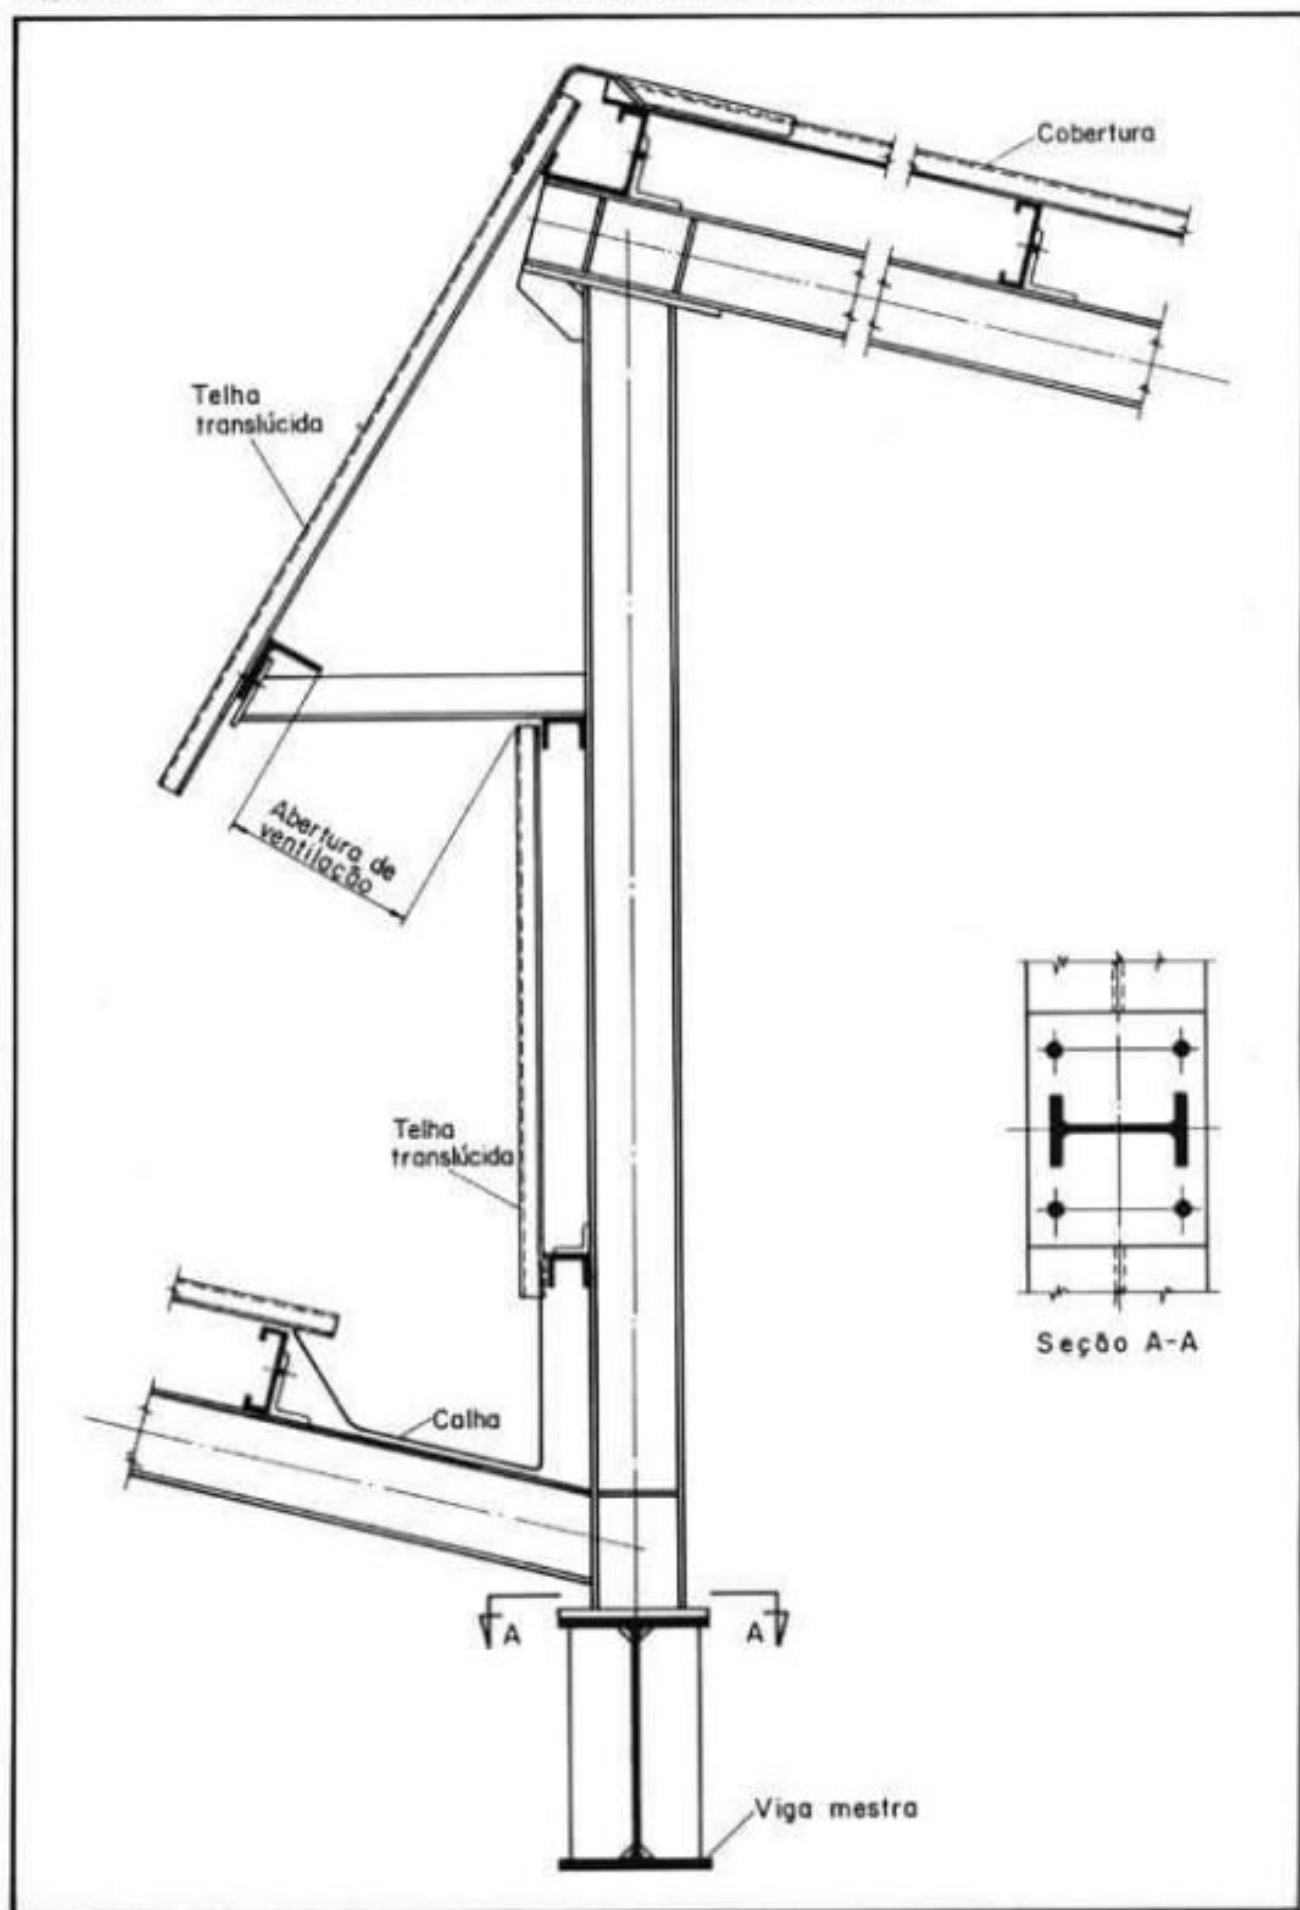 Cobertura
Telha
translúcida
Abertura de
ventilação
Telha
translúcida
Seção A-A
Calha
A
A
Viga mestra